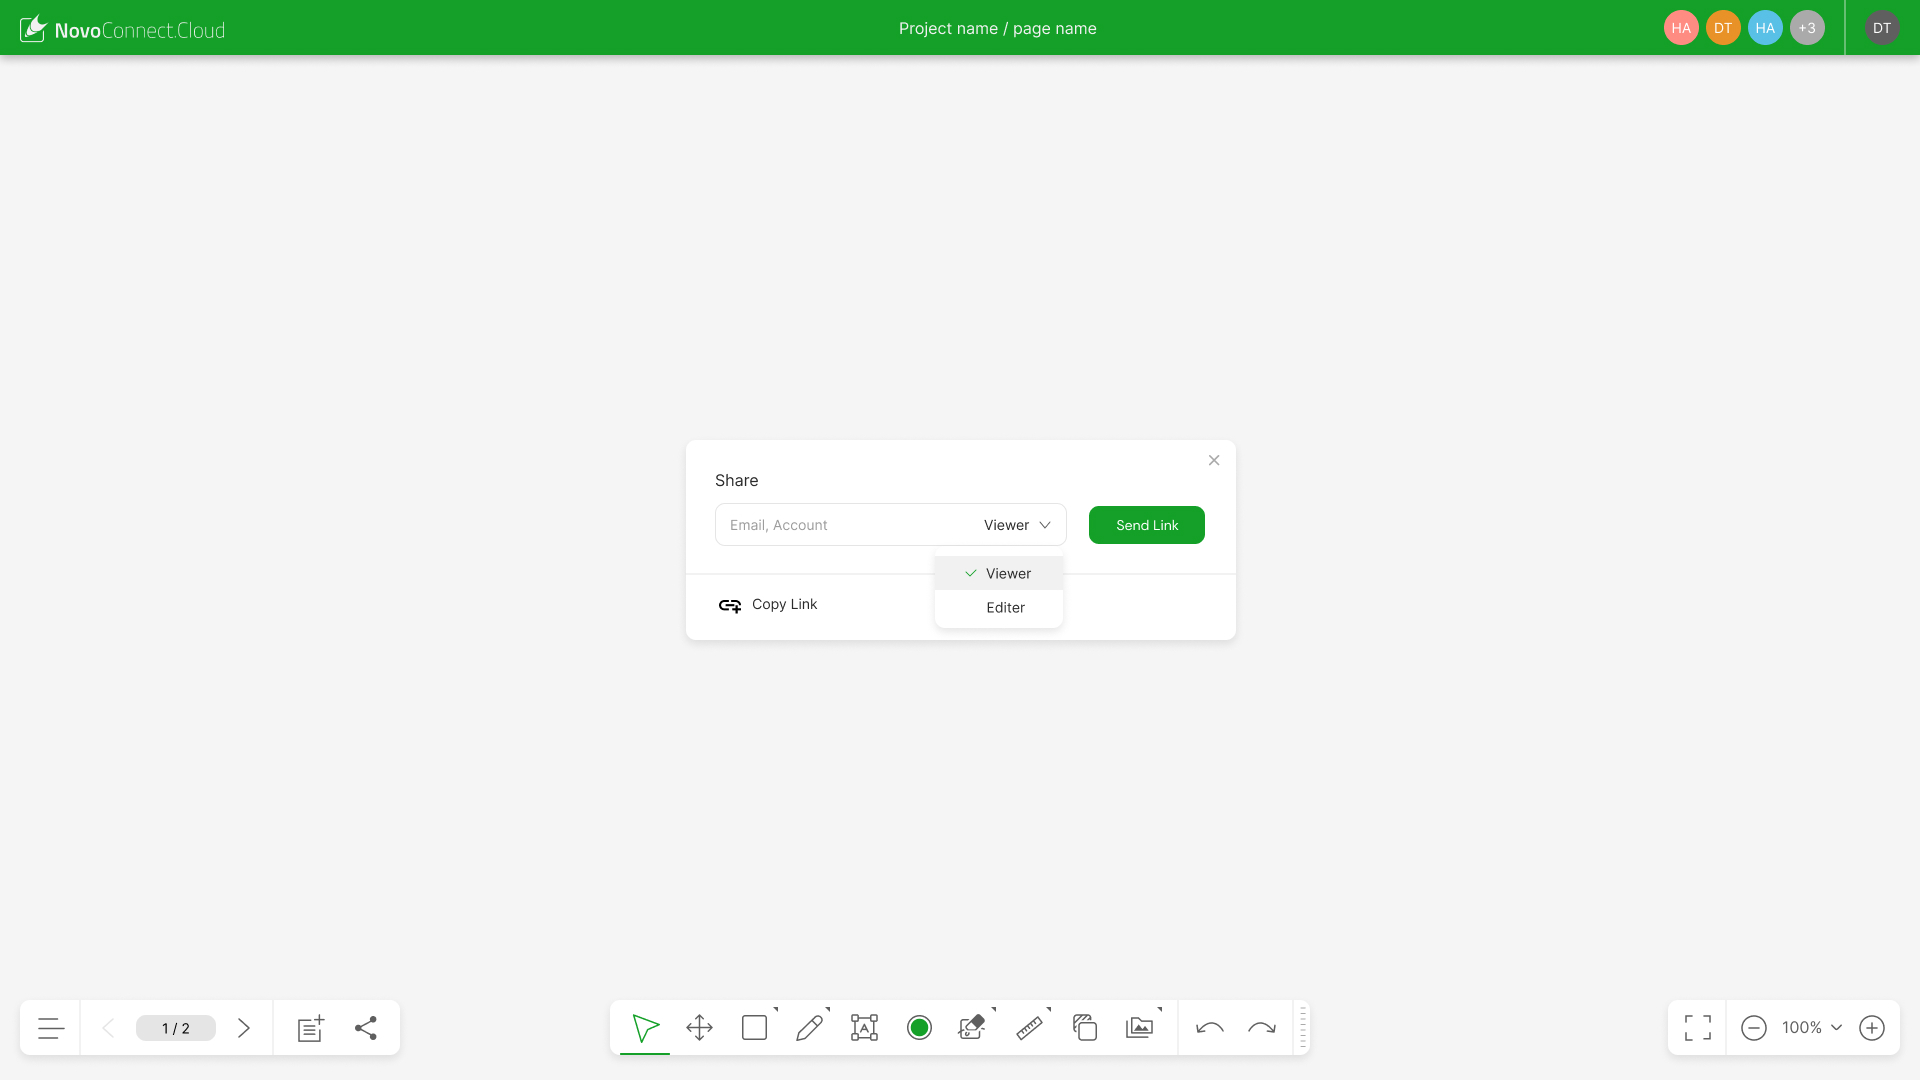 NovoConnect.Cloud
Project name / page name
HA DT HA +3 DT
Share
Email, Account Viewer Send Link
Viewer
Copy Link
Editer
1 / 2
A
100%